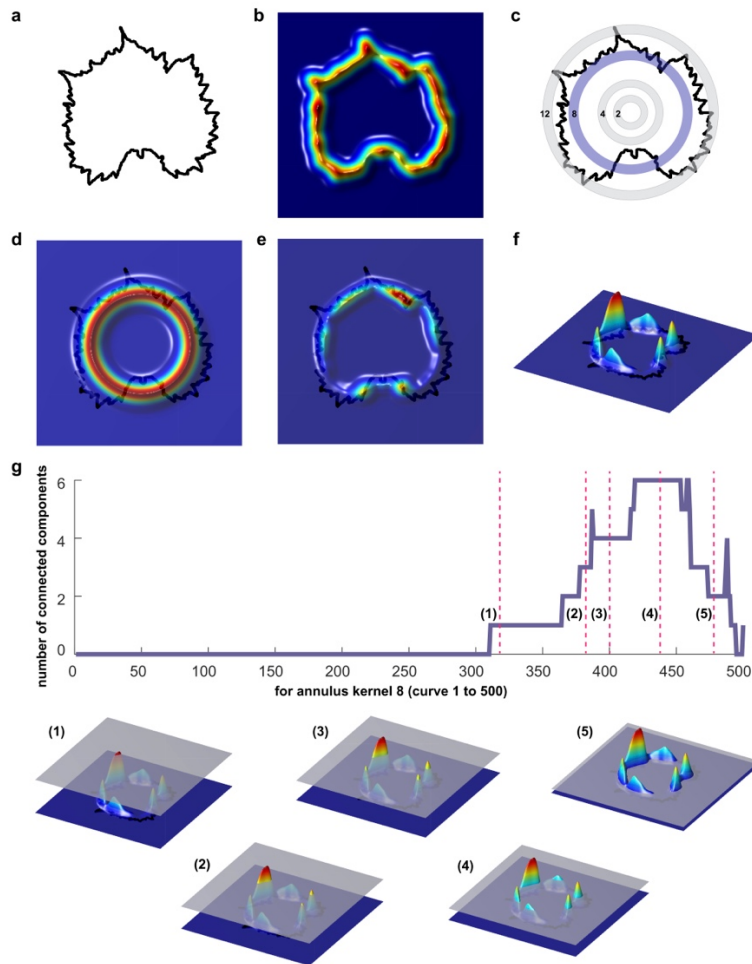 a
b
c
12 8 4 2
d
e
f
g
number of connected components
6
4
2
0
0 50 100 150 200 250 300 350 400 450 500
(1) (2) (3) (4) (5)
for annulus kernel 8 (curve 1 to 500)
(1)
(3)
(5)
(2)
(4)